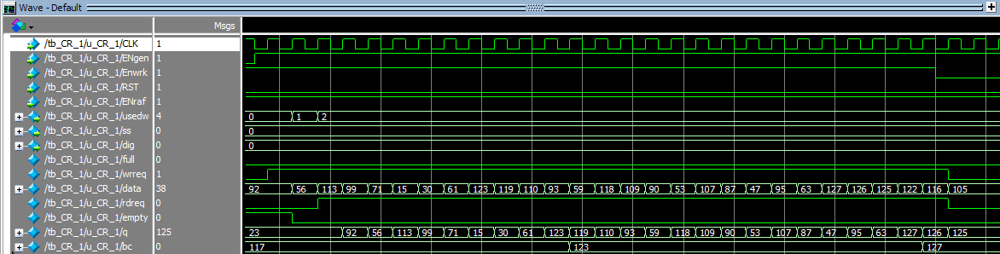 Wave - Default
Msgs
/tb_CR_1/u_CR_1/CLK 1
/tb_CR_1/u_CR_1/ENgen 1
/tb_CR_1/u_CR_1/Enwrk 1
/tb_CR_1/u_CR_1/RST 1
/tb_CR_1/u_CR_1/ENraf 1
/tb_CR_1/u_CR_1/usedw 4 0 1 2
/tb_CR_1/u_CR_1/ss 0 0
/tb_CR_1/u_CR_1/dig 0 0
/tb_CR_1/u_CR_1/full 0
/tb_CR_1/u_CR_1/wrreq 1
/tb_CR_1/u_CR_1/data 38 92 56 113 99 71 15 30 61 123 119 110 93 59 118 109 90 53 107 87 47 95 63 127 126 125 122 116 105
/tb_CR_1/u_CR_1/rdreq 0
/tb_CR_1/u_CR_1/empty 0
/tb_CR_1/u_CR_1/q 125 23 92 56 113 99 71 15 30 61 123 119 110 93 59 118 109 90 53 107 87 47 95 63 127 126 125
/tb_CR_1/u_CR_1/bc 0 117 123 127